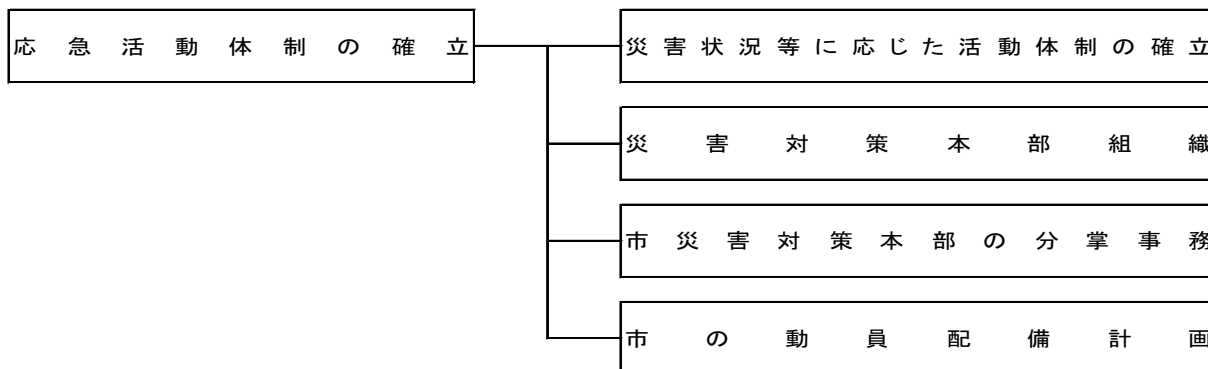 応急活動体制の確立
災害状況等に応じた活動体制の確立
災害対策本部組織
市災害対策本部の分掌事務
市の動員配備計画